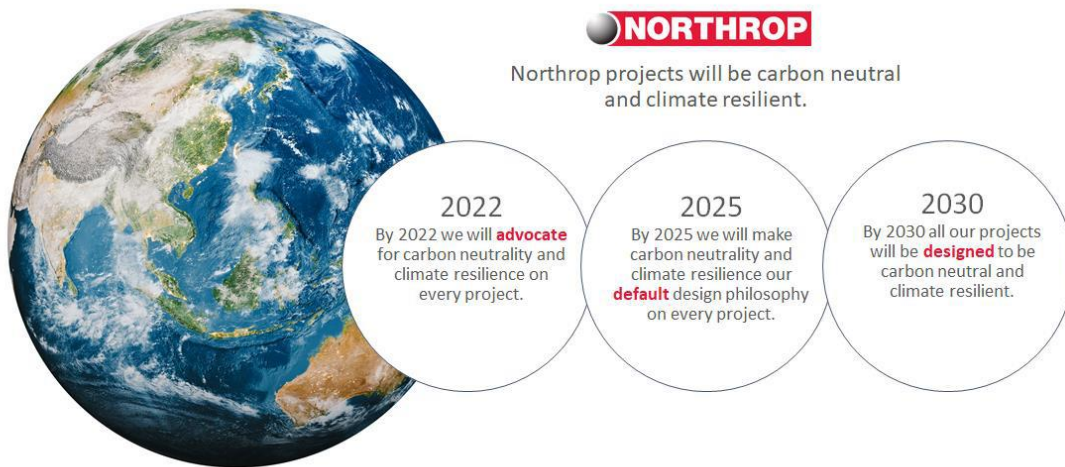 NORTHROP
Northrop projects will be carbon neutral
and climate resilient.
2022
By 2022 we will advocate
for carbon neutrality and
climate resilience on
every project.
2025
By 2025 we will make
carbon neutrality and
climate resilience our
default design philosophy
on every project.
2030
By 2030 all our projects
will be designed to be
carbon neutral and
climate resilient.